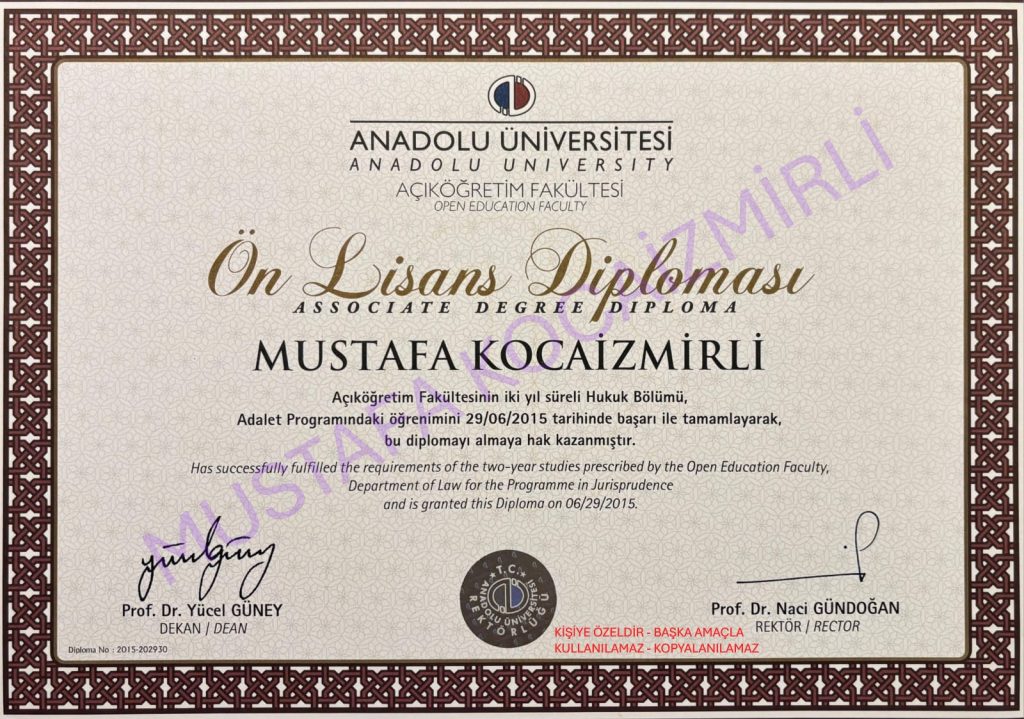 ANADOLU ÜNİVERSİTESİ
ANADOLU UNIVERSITY
AÇIKÖĞRETİM FAKÜLTESİ
OPEN EDUCATION FACULTY
Ön Lisans Diploması
ASSOCIATE DEGREE DIPLOMA
MUSTAFA KOCAİZMİRLİ
Açıköğretim Fakültesinin iki yıl süreli Hukuk Bölümü,
Adalet Programındaki öğrenimini 29/06/2015 tarihinde başarı ile tamamlayarak,
bu diplomayı almaya hak kazanmıştır.
Has successfully fulfilled the requirements of the two-year studies prescribed by the Open Education Faculty,
Department of Law for the Programme in Jurisprudence
and is granted this Diploma on 06/29/2015.
MUSTAFA KOCAİZMİRLİ
Prof. Dr. Yücel GÜNEY
DEKAN / DEAN
T.C.
ANADOLU ÜNİVERSİTESİ
REKTÖRLÜĞÜ
Prof. Dr. Naci GÜNDOĞAN
REKTÖR / RECTOR
KİŞİYE ÖZELDİR - BAŞKA AMAÇLA
KULLANILAMAZ - KOPYALANILAMAZ
Diploma No : 2015-202930